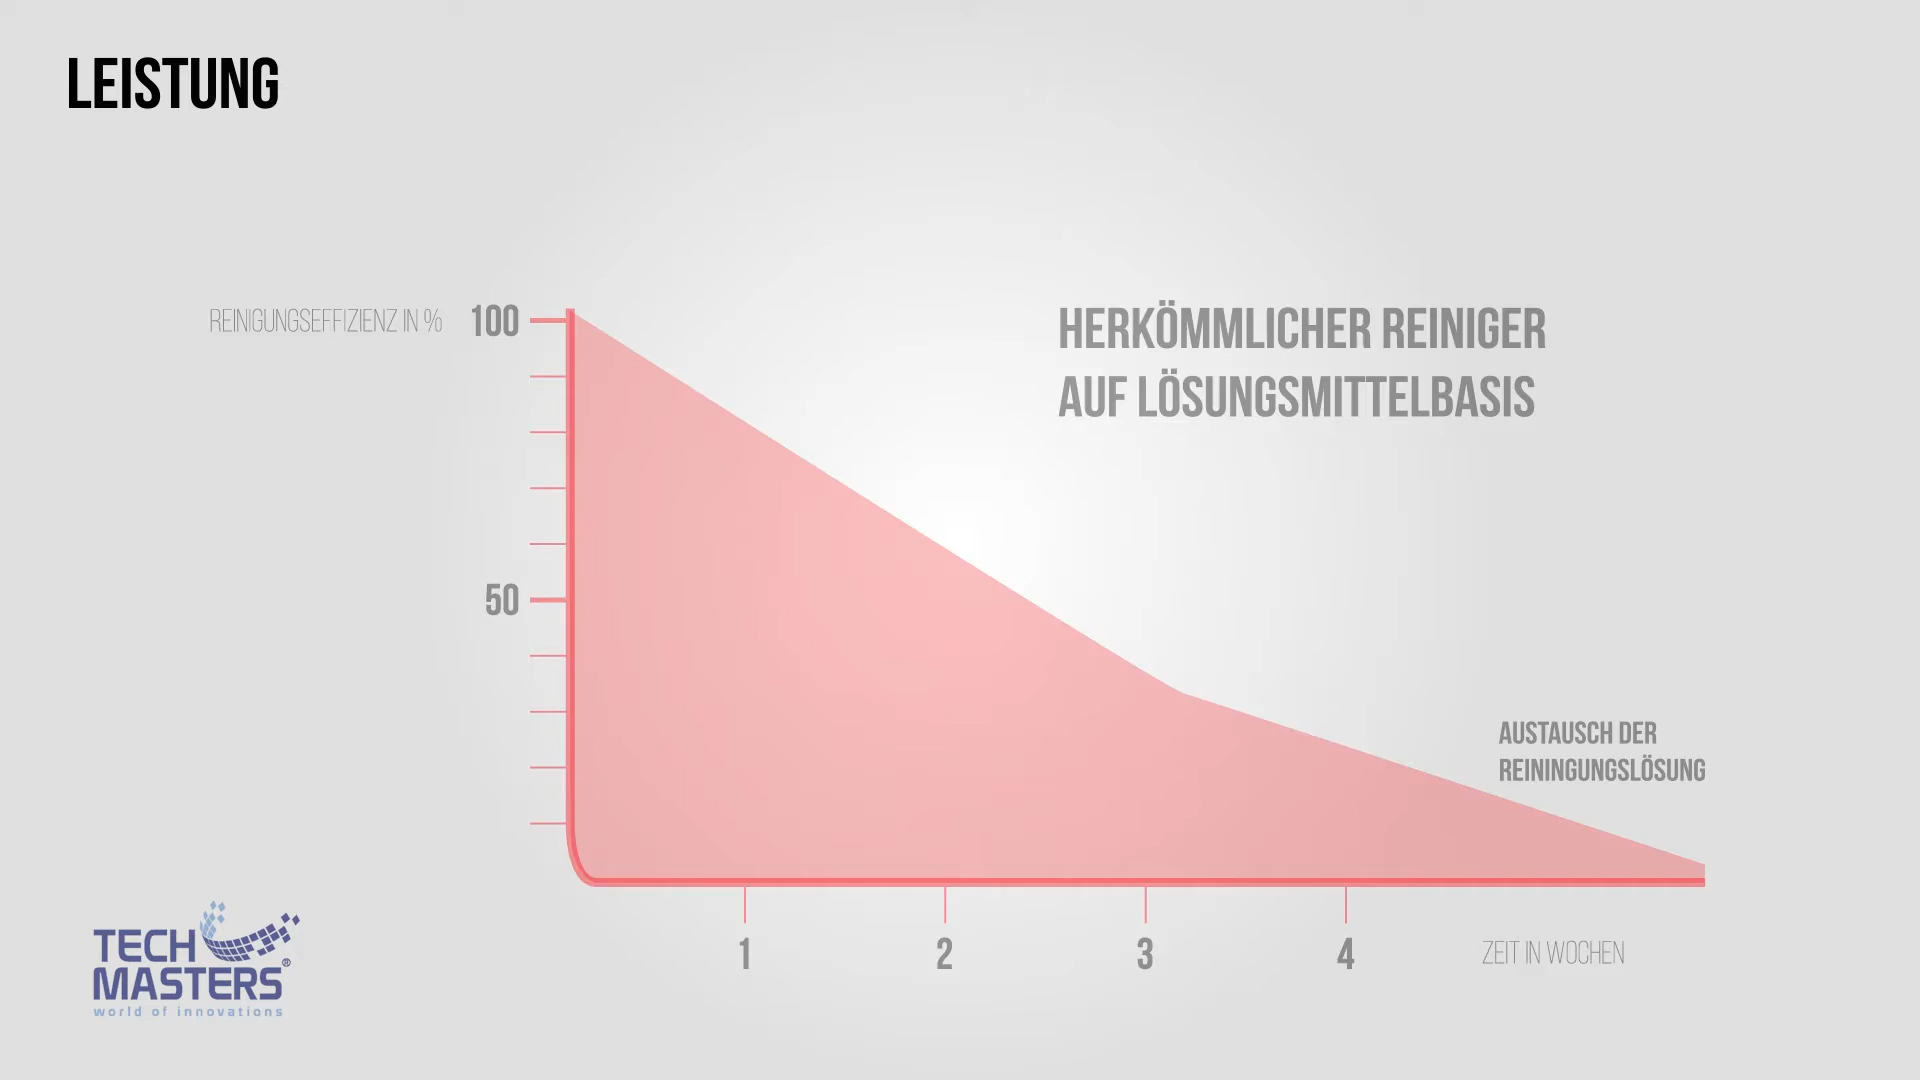 LEISTUNG
REINIGUNGSEFFIZIENZ IN % 100
HERKÖMMLICHER REINIGER
AUF LÖSUNGSMITTELBASIS
50
AUSTAUSCH DER
REININGUNGSLÖSUNG
1 2 3 4 ZEIT IN WOCHEN
TECH
MASTERS®
world of innovations